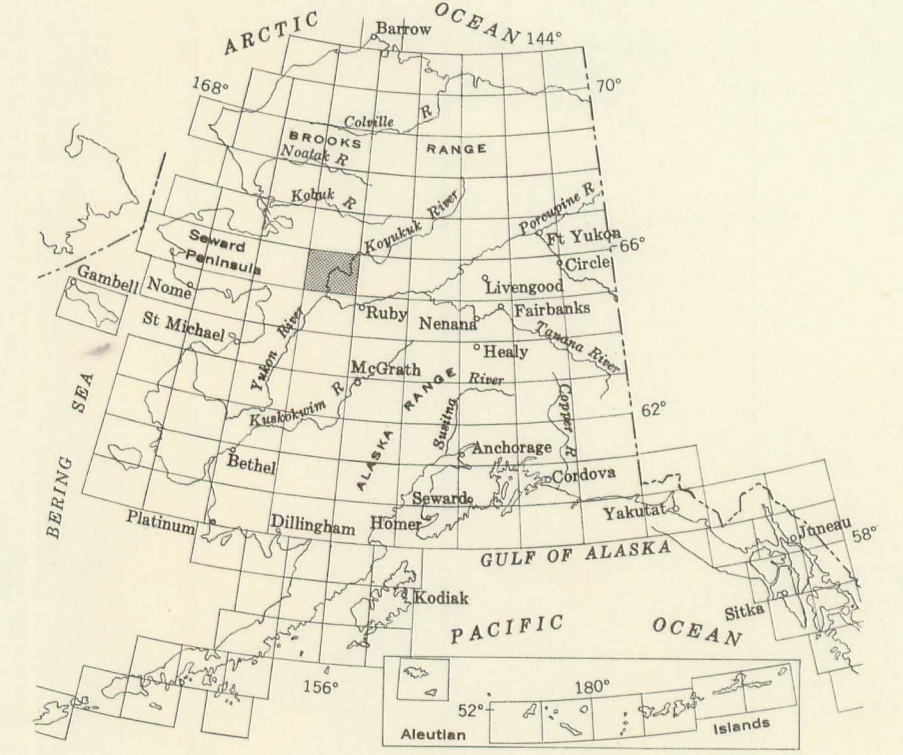 ARCTIC OCEAN
Barrow
144°
70°
168°
Colville R
BROOKS RANGE
Noatak R
Kobuk R
Koyukuk River
Porcupine R
Ft Yukon
66°
Seward
Peninsula
Circle
Gambell
Nome
Livengood
Ruby
Fairbanks
Nenana
St Michael
Yukon River
Tanana River
Healy
McGrath
Kuskokwim R
ALASKA RANGE
Susitna River
Copper R
62°
BERING SEA
Bethel
Anchorage
Cordova
Seward
Yakutat
Platinum
Dillingham
Homer
Juneau
58°
GULF OF ALASKA
Kodiak
Sitka
PACIFIC OCEAN
156°
180°
52°
Aleutian Islands